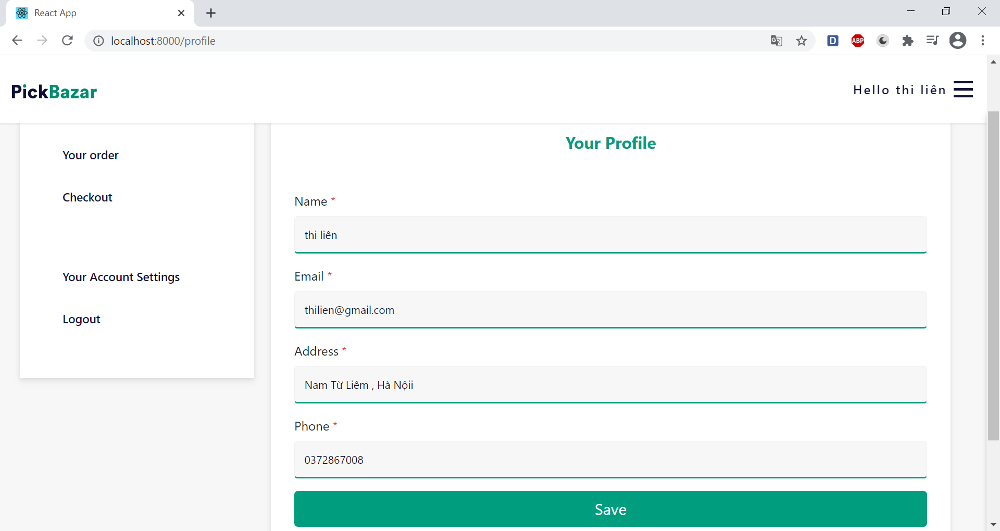 React App
localhost:8000/profile
D
ABP
PickBazar
Hello thi liên
Your order
Checkout
Your Account Settings
Logout
Your Profile
Name *
thi liên
Email *
thilien@gmail.com
Address *
Nam Từ Liêm , Hà Nộii
Phone *
0372867008
Save